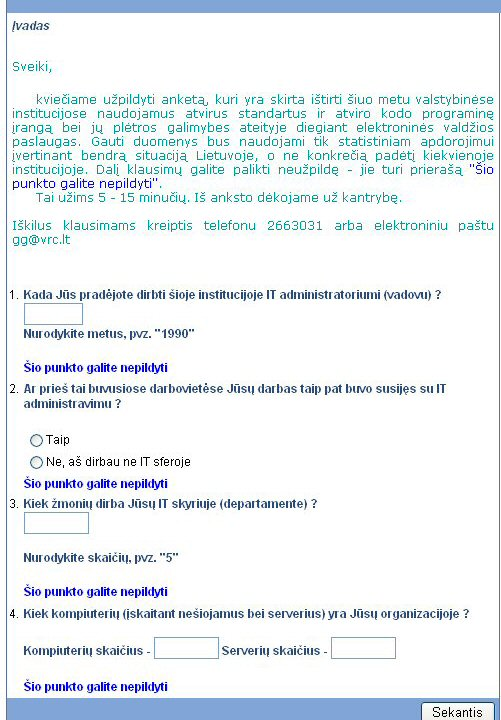 Įvadas
Sveiki,
kviečiame užpildyti anketą, kuri yra skirta ištirti šiuo metu valstybinėse
institucijose naudojamus atvirus standartus ir atviro kodo programinę
įrangą bei jų plėtros galimybes ateityje diegiant elektroninės valdžios
paslaugas. Gauti duomenys bus naudojami tik statistiniam apdorojimui
įvertinant bendrą situaciją Lietuvoje, o ne konkrečią padėtį kiekvienoje
institucijoje. Dalį klausimų galite palikti neužpildę - jie turi prierašą "Šio
punkto galite nepildyti".
Tai užims 5 - 15 minučių. Iš anksto dėkojame už kantrybę.
Iškilus klausimams kreiptis telefonu 2663031 arba elektroniniu paštu
gg@vrc.lt
1. Kada Jūs pradėjote dirbti šioje institucijoje IT administratoriumi (vadovu) ?
Nurodykite metus, pvz. "1990"
Šio punkto galite nepildyti
2. Ar prieš tai buvusiose darbovietėse Jūsų darbas taip pat buvo susijęs su IT
administravimu ?
Taip
Ne, aš dirbau ne IT sferoje
Šio punkto galite nepildyti
3. Kiek žmonių dirba Jūsų IT skyriuje (departamente) ?
Nurodykite skaičių, pvz. "5"
Šio punkto galite nepildyti
4. Kiek kompiuterių (įskaitant nešiojamus bei serverius) yra Jūsų organizacijoje ?
Kompiuterių skaičius - Serverių skaičius -
Šio punkto galite nepildyti
Sekantis